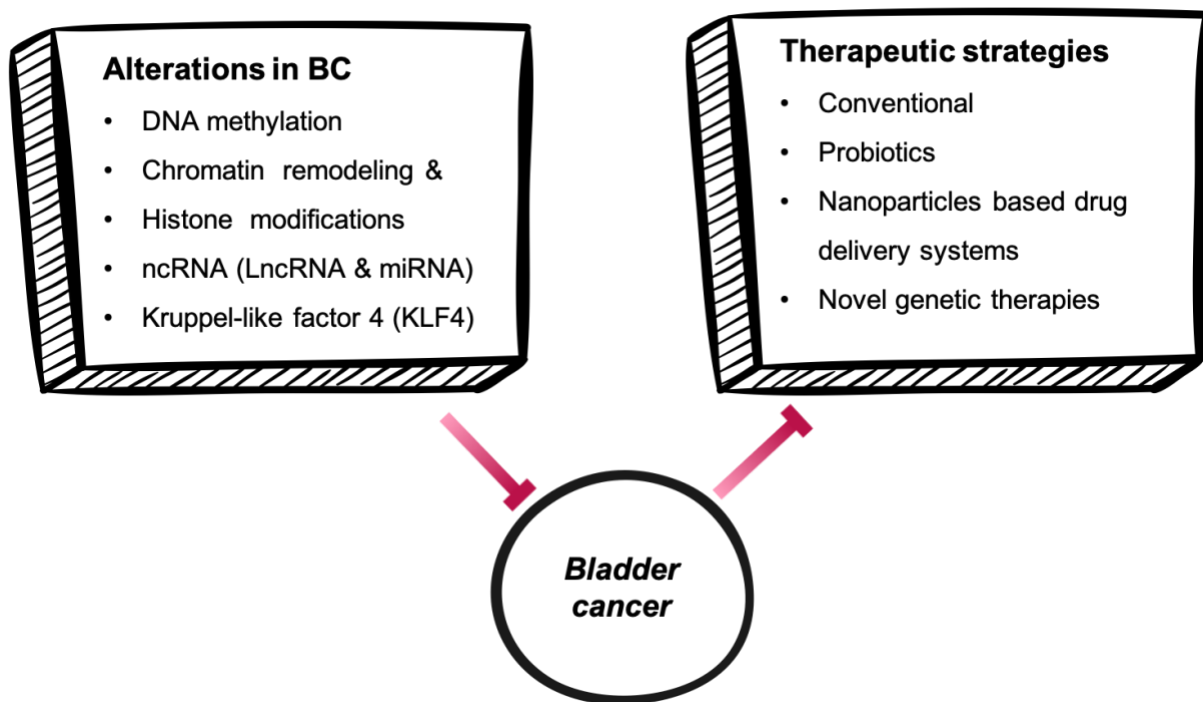 Alterations in BC
• DNA methylation
• Chromatin remodeling &
• Histone modifications
• ncRNA (LncRNA & miRNA)
• Kruppel-like factor 4 (KLF4)
Therapeutic strategies
• Conventional
• Probiotics
• Nanoparticles based drug
delivery systems
• Novel genetic therapies
Bladder
cancer